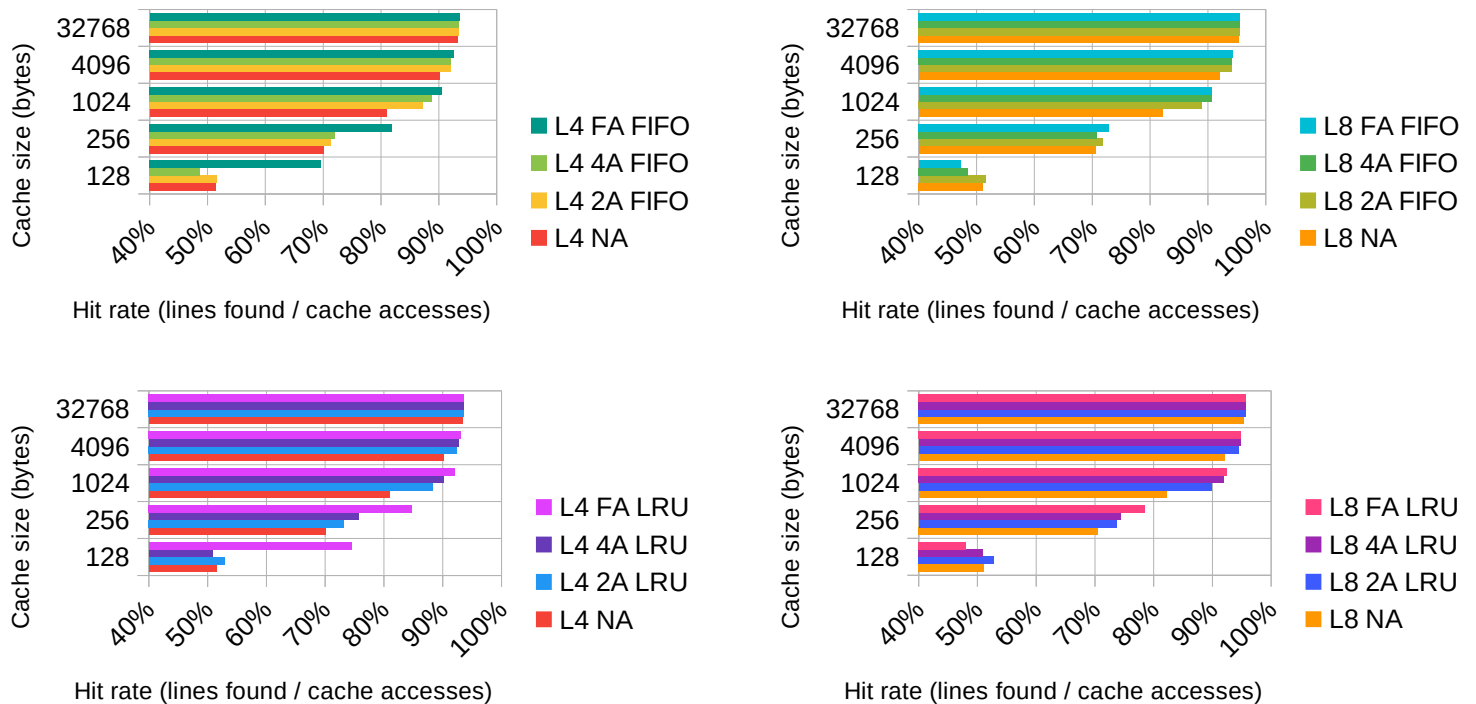 Cache size (bytes)
32768
4096
1024
256
128
40%
50%
60%
70%
80%
90%
100%
Hit rate (lines found / cache accesses)
L4 FA FIFO
L4 4A FIFO
L4 2A FIFO
L4 NA
Cache size (bytes)
32768
4096
1024
256
128
40%
50%
60%
70%
80%
90%
100%
Hit rate (lines found / cache accesses)
L8 FA FIFO
L8 4A FIFO
L8 2A FIFO
L8 NA
Cache size (bytes)
32768
4096
1024
256
128
40%
50%
60%
70%
80%
90%
100%
Hit rate (lines found / cache accesses)
L4 FA LRU
L4 4A LRU
L4 2A LRU
L4 NA
Cache size (bytes)
32768
4096
1024
256
128
40%
50%
60%
70%
80%
90%
100%
Hit rate (lines found / cache accesses)
L8 FA LRU
L8 4A LRU
L8 2A LRU
L8 NA